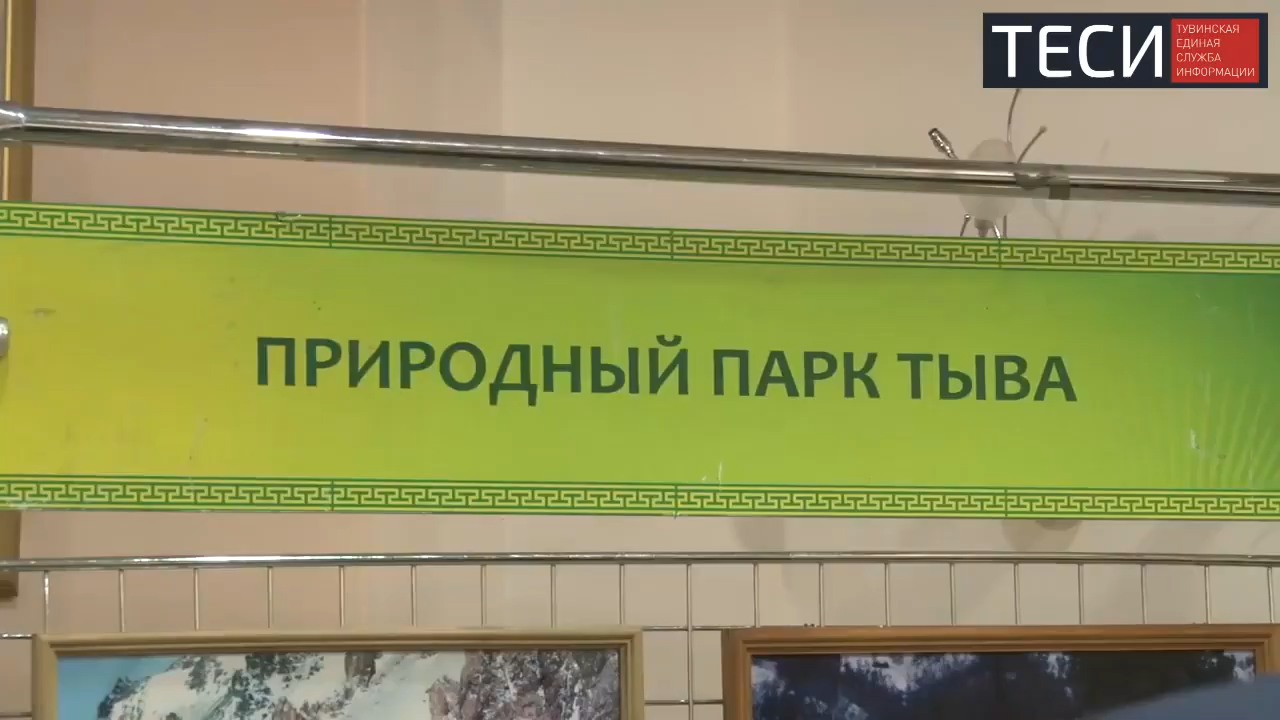 ТЕСИ
ТУВИНСКАЯ
ЕДИНАЯ
СЛУЖБА
ИНФОРМАЦИИ
ПРИРОДНЫЙ ПАРК ТЫВА